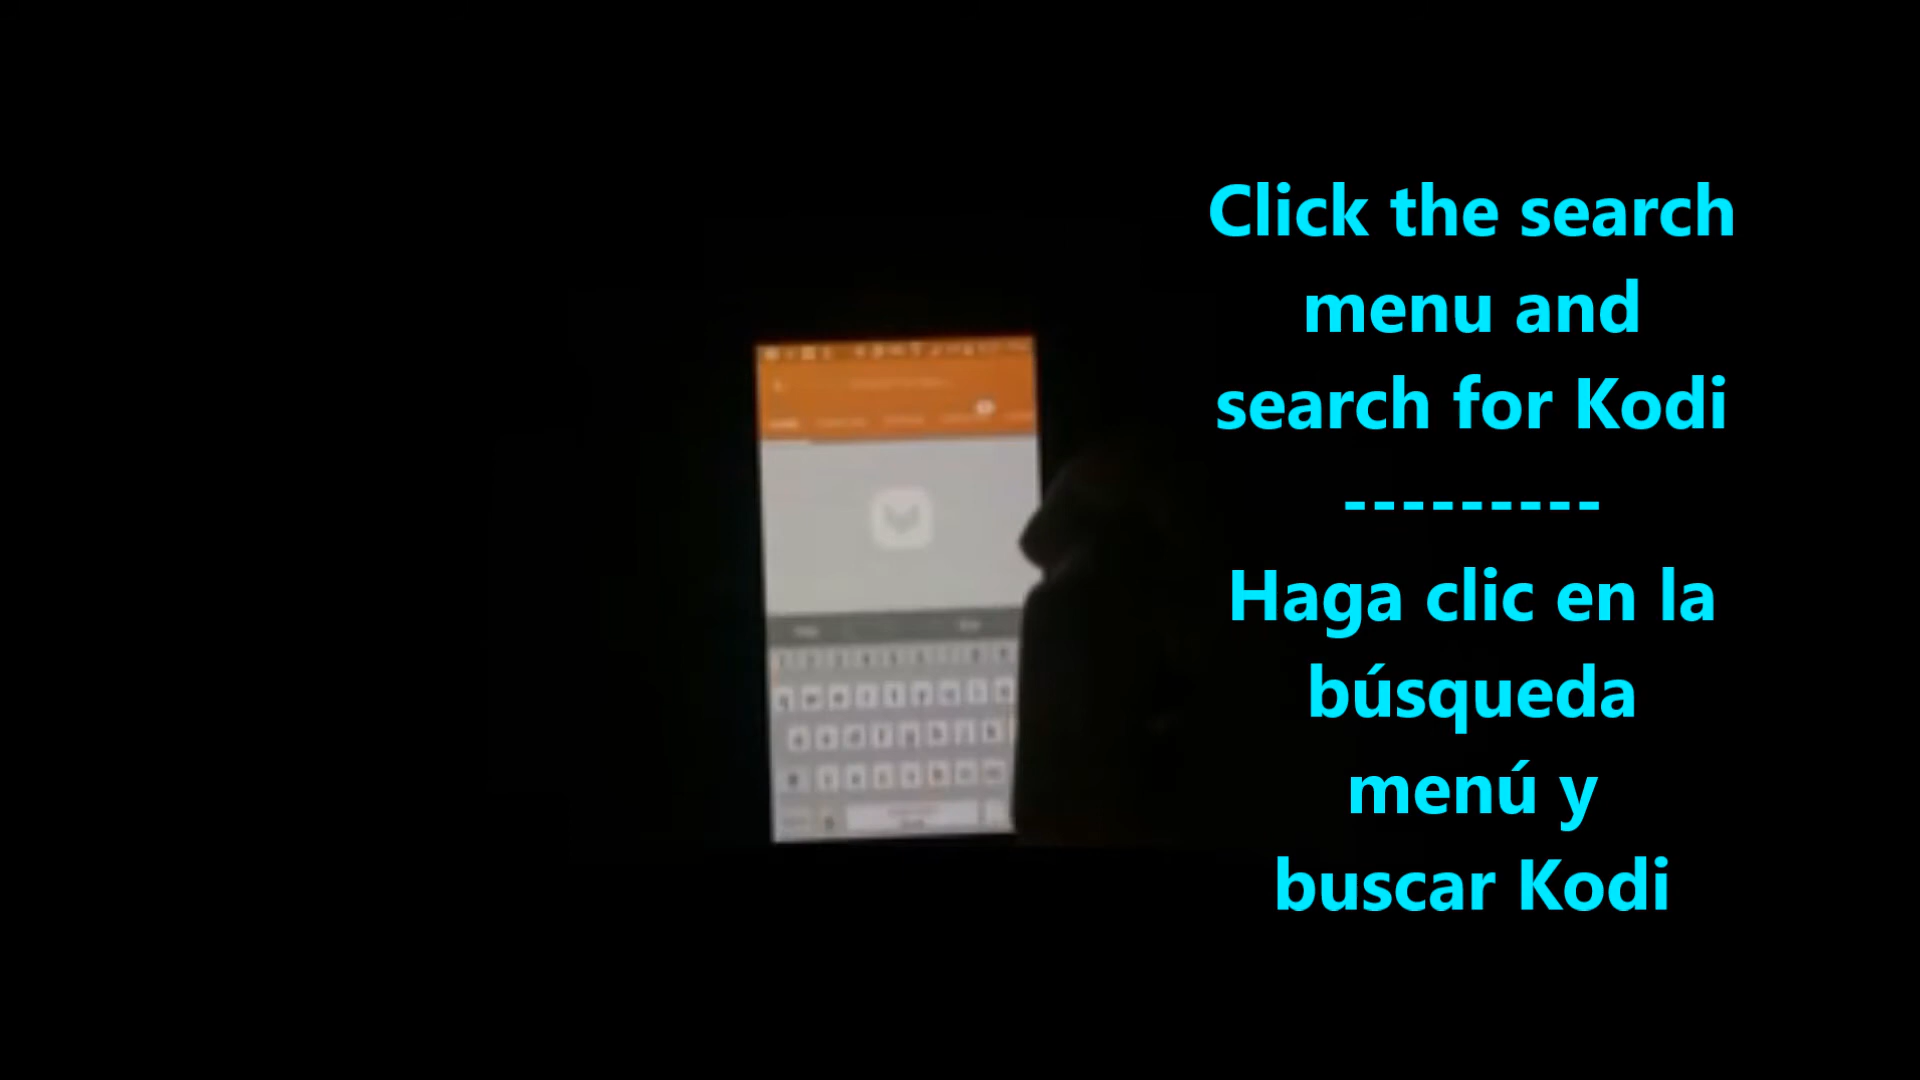 Click the search
menu and
search for Kodi
---------
Haga clic en la
búsqueda
menú y
buscar Kodi